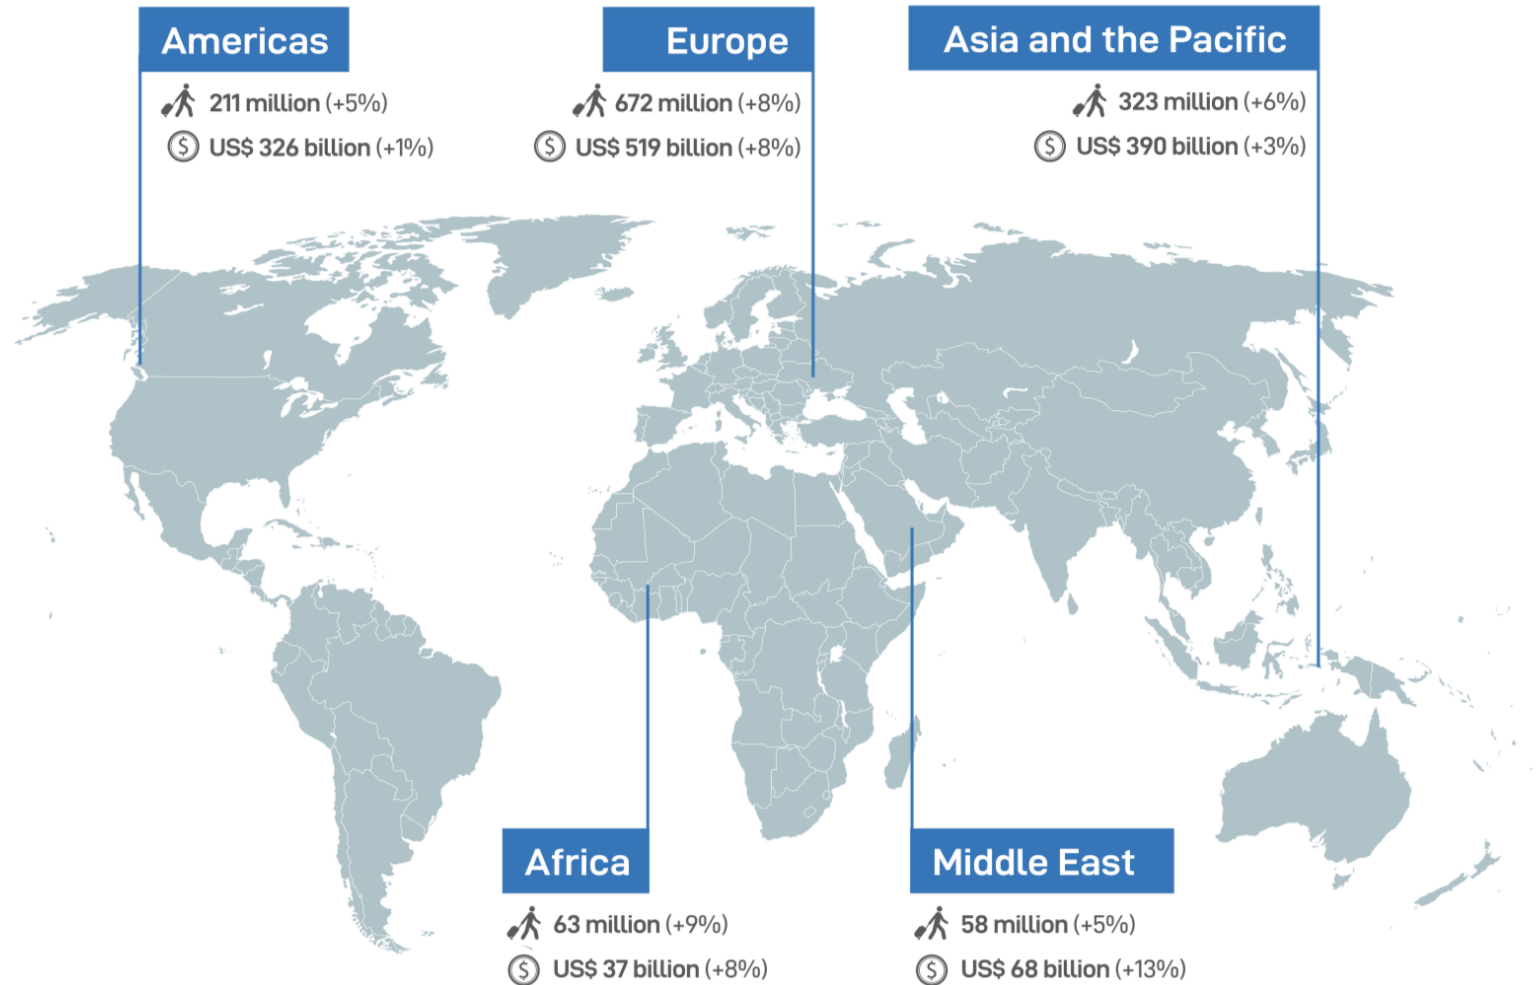 Americas
211 million (+5%)
$ US$ 326 billion (+1%)
Europe
672 million (+8%)
$ US$ 519 billion (+8%)
Asia and the Pacific
323 million (+6%)
$ US$ 390 billion (+3%)
Africa
63 million (+9%)
$ US$ 37 billion (+8%)
Middle East
58 million (+5%)
$ US$ 68 billion (+13%)